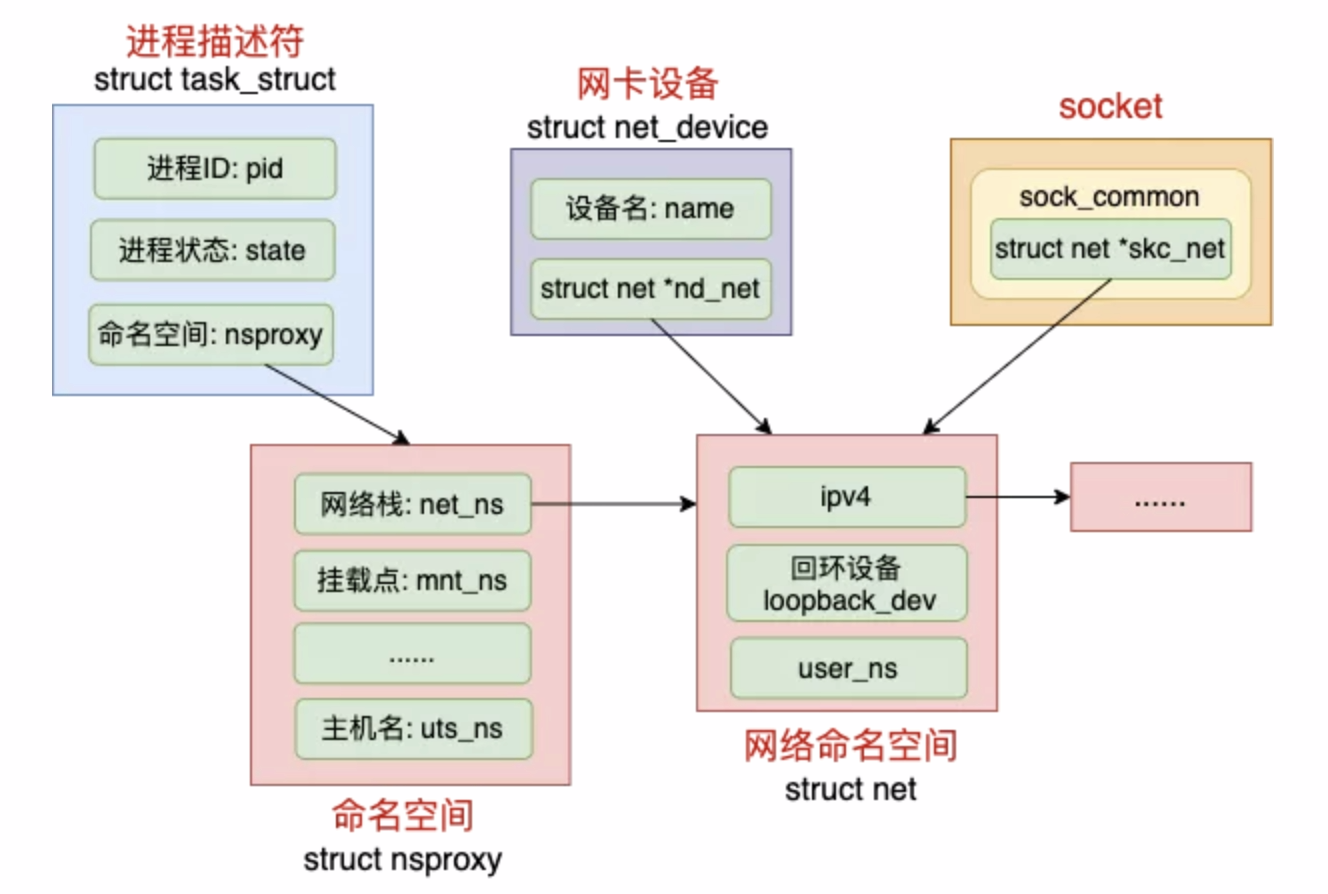 进程描述符
struct task_struct
进程ID: pid
进程状态: state
命名空间: nsproxy
网卡设备
struct net_device
设备名: name
struct net *nd_net
socket
sock_common
struct net *skc_net
网络栈: net_ns
挂载点: mnt_ns
......
主机名: uts_ns
命名空间
struct nsproxy
ipv4
回环设备
loopback_dev
user_ns
网络命名空间
struct net
......